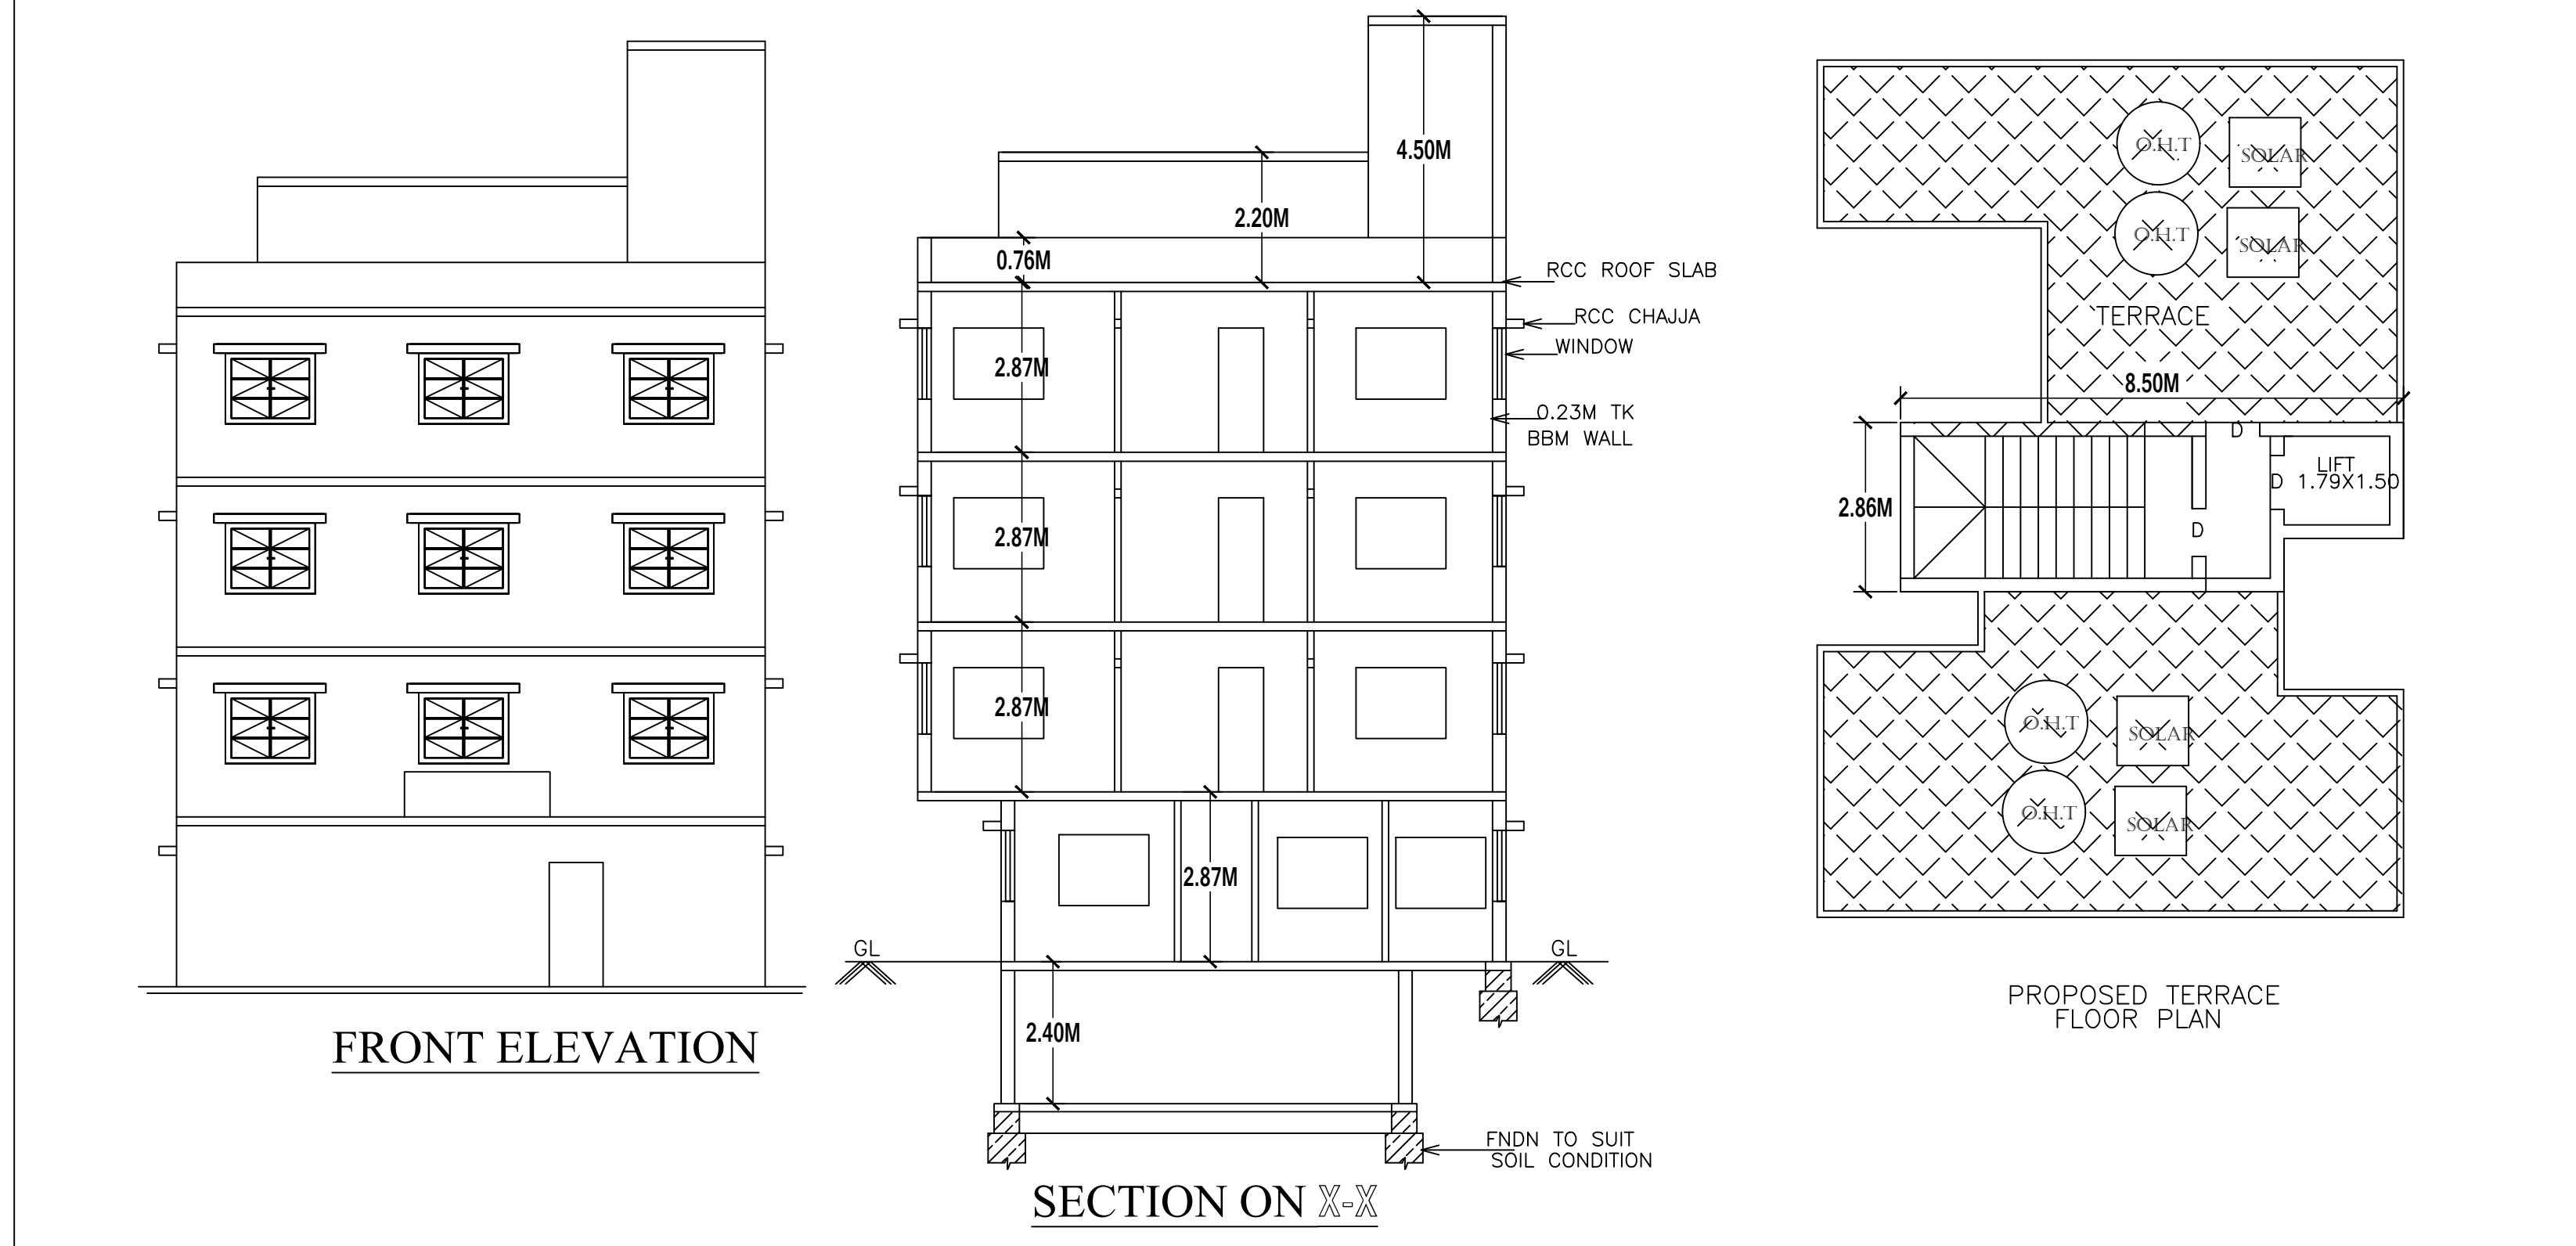 FRONT ELEVATION
4.50M
2.20M
0.76M
RCC ROOF SLAB
RCC CHAJJA
WINDOW
2.87M
0.23M TK
BBM WALL
2.87M
2.87M
2.87M
GL
GL
2.40M
FNDN TO SUIT
SOIL CONDITION
SECTION ON X-X
O.H.T
SOLAR
O.H.T
SOLAR
TERRACE
8.50M
D
LIFT
D 1.79X1.50
2.86M
D
O.H.T
SOLAR
O.H.T
SOLAR
PROPOSED TERRACE
FLOOR PLAN